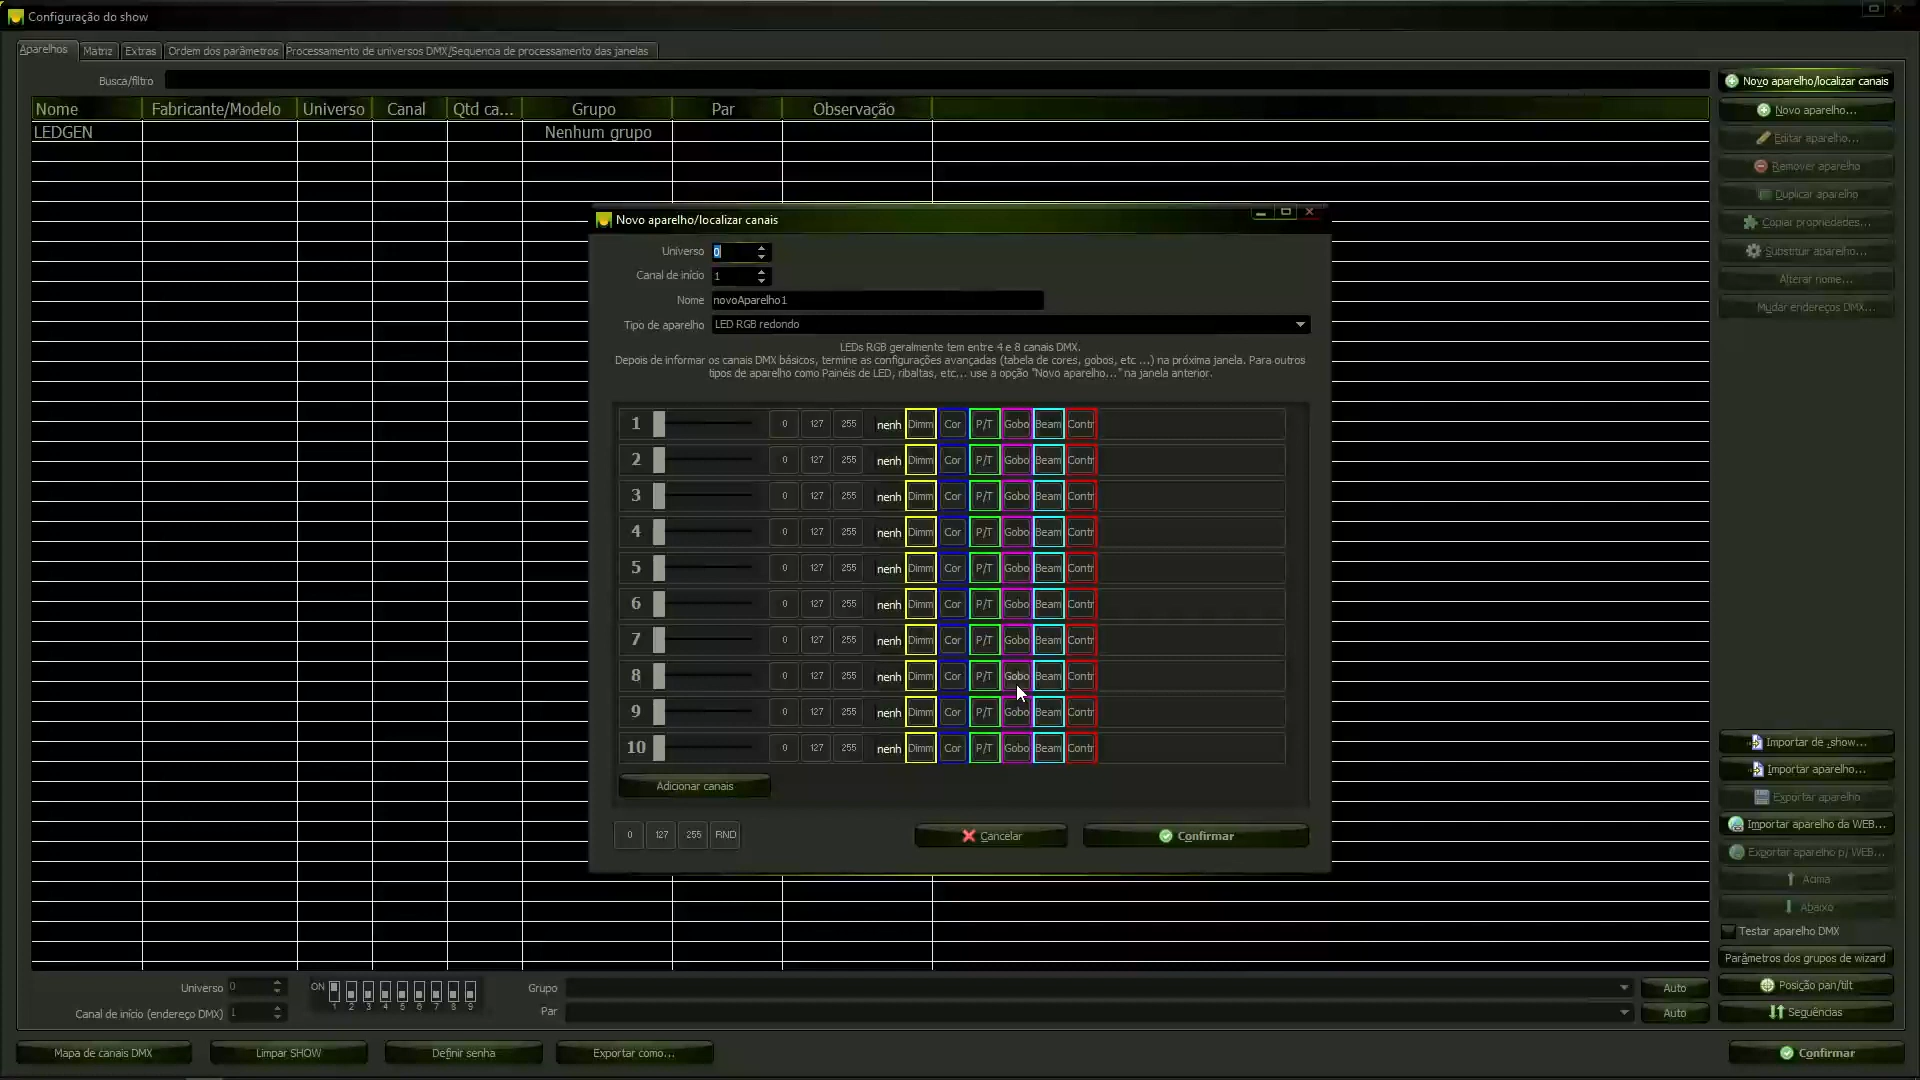 Configuração do show
Aparelhos Matriz Extras Ordem dos parâmetros Processamento de universos DMX/Sequencia de processamento das janelas
Busca/filtro
Novo aparelho/localizar canais
Nome Fabricante/Modelo Universo Canal Qtd ca... Grupo Par Observação
Novo aparelho...
LEDGEN Nenhum grupo
Editar aparelho...
Remover aparelho
Duplicar aparelho
Copiar propriedades...
Substituir aparelho...
Alterar nome...
Mudar endereços DMX...
Novo aparelho/localizar canais
Universo 0
Canal de início 1
Nome novoAparelho1
Tipo de aparelho LED RGB redondo
LEDs RGB geralmente tem entre 4 e 8 canais DMX.
Depois de informar os canais DMX básicos, termine as configurações avançadas (tabela de cores, gobos, etc ...) na próxima janela. Para outros
tipos de aparelho como Painéis de LED, ribaltas, etc... use a opção "Novo aparelho..." na janela anterior.
1 0 127 255 nenh Dimm Cor P/T Gobo Beam Contr
2 0 127 255 nenh Dimm Cor P/T Gobo Beam Contr
3 0 127 255 nenh Dimm Cor P/T Gobo Beam Contr
4 0 127 255 nenh Dimm Cor P/T Gobo Beam Contr
5 0 127 255 nenh Dimm Cor P/T Gobo Beam Contr
6 0 127 255 nenh Dimm Cor P/T Gobo Beam Contr
7 0 127 255 nenh Dimm Cor P/T Gobo Beam Contr
8 0 127 255 nenh Dimm Cor P/T Gobo Beam Contr
9 0 127 255 nenh Dimm Cor P/T Gobo Beam Contr
10 0 127 255 nenh Dimm Cor P/T Gobo Beam Contr
Adicionar canais
0 127 255 RND Cancelar Confirmar
Importar de .show...
Importar aparelho...
Exportar aparelho
Importar aparelho da WEB...
Exportar aparelho p/ WEB...
Acima
Abaixo
Testar aparelho DMX
Parâmetros dos grupos de wizard
Posição pan/tilt
Seguências
Universo 0 ON 1 2 3 4 5 6 7 8 9 Grupo Auto
Canal de início (endereço DMX) 1 Par Auto
Mapa de canais DMX Limpar SHOW Definir senha Exportar como... Confirmar